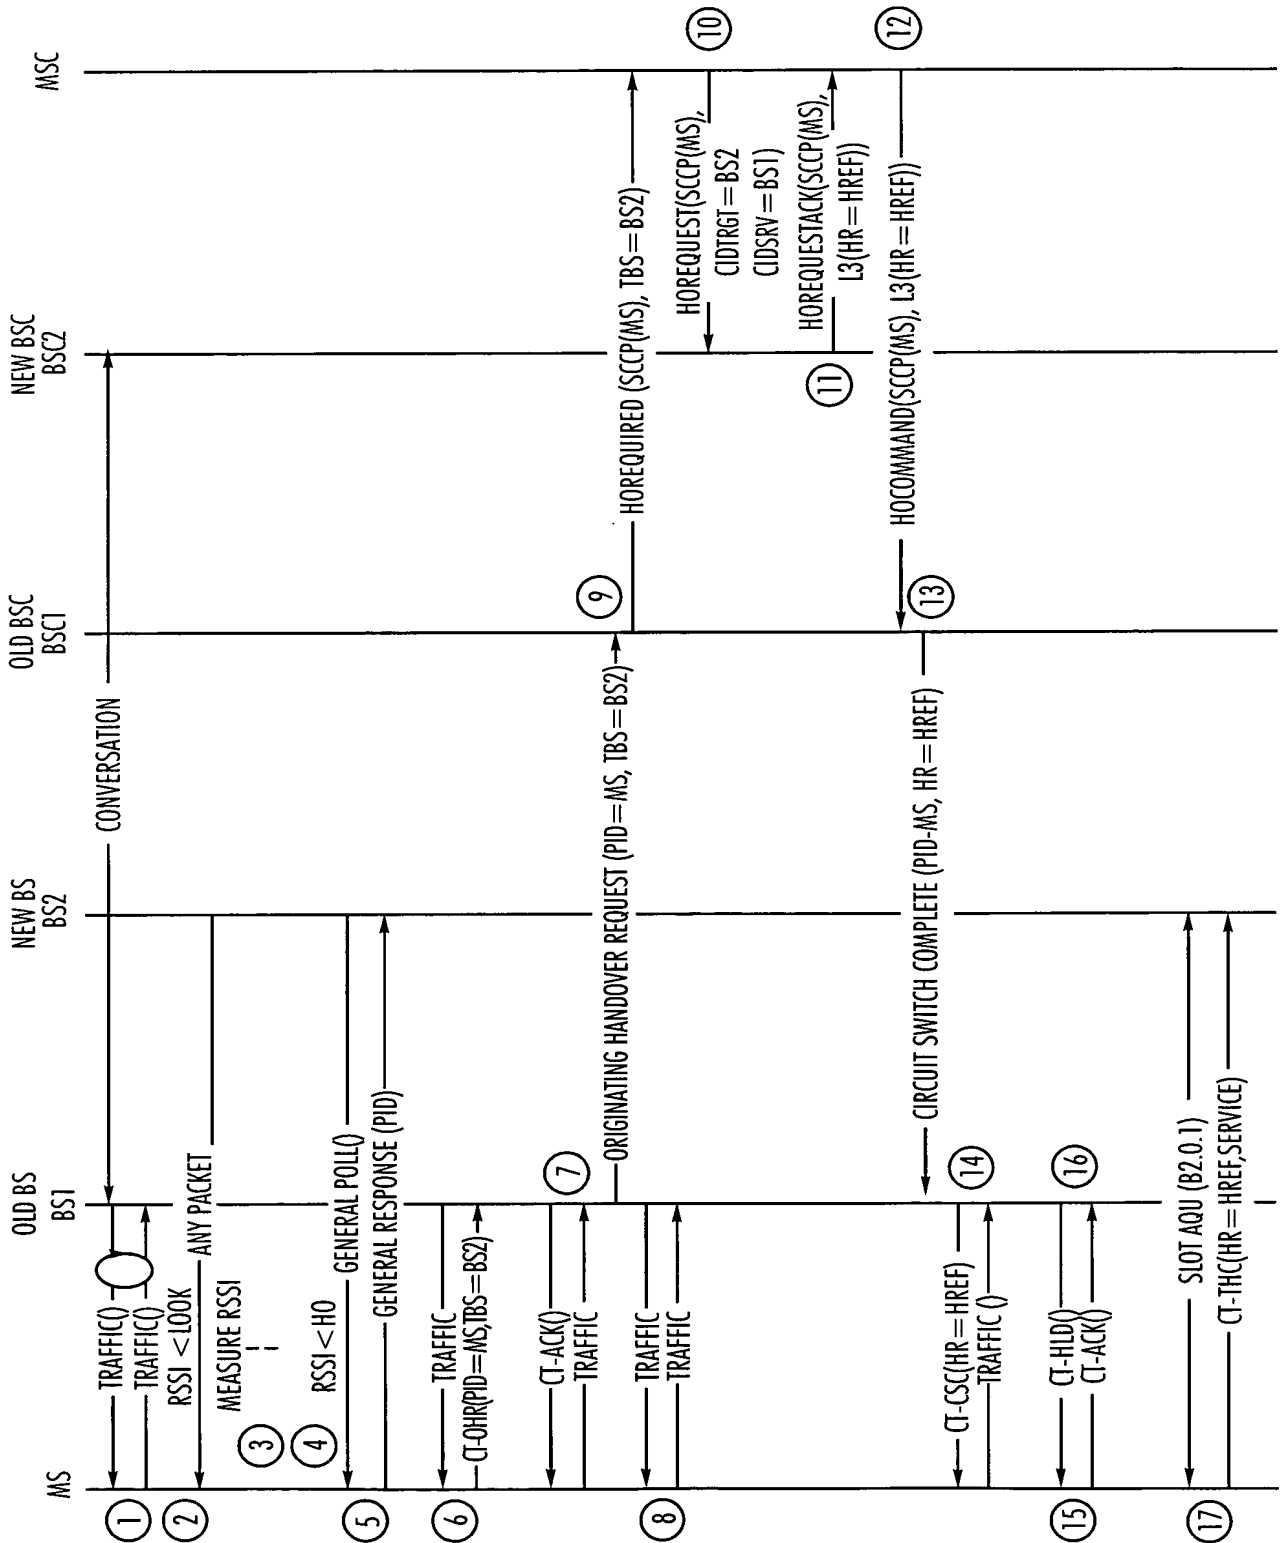 MS
OLD BS
BS1
NEW BS
BS2
OLD BSC
BSC1
NEW BSC
BSC2
MSC
CONVERSATION
1
TRAFFIC()
TRAFFIC()
2
RSSI < LOOK
ANY PACKET
MEASURE RSSI
3
4
RSSI < HO
5
GENERAL POLL()
GENERAL RESPONSE (PID)
6
TRAFFIC
CT-OHR(PID=MS,TBS=BS2)
7
CT-ACK()
TRAFFIC
ORIGINATING HANDOVER REQUEST (PID=MS, TBS=BS2)
8
TRAFFIC
TRAFFIC
9
HOREQUIRED (SCCP(MS), TBS=BS2)
10
HOREQUEST(SCCP(MS),
CIDTRGT=BS2
CIDSRV=BS1)
11
HOREQUESTACK(SCCP(MS),
L3(HR=HREF))
12
HOCOMMAND(SCCP(MS), L3(HR=HREF))
13
CIRCUIT SWITCH COMPLETE (PID-MS, HR=HREF)
14
CT-CSC(HR=HREF)
TRAFFIC ()
15
16
CT-HLD()
CT-ACK()
17
SLOT AQU (B2.0.1)
CT-THC(HR=HREF,SERVICE)